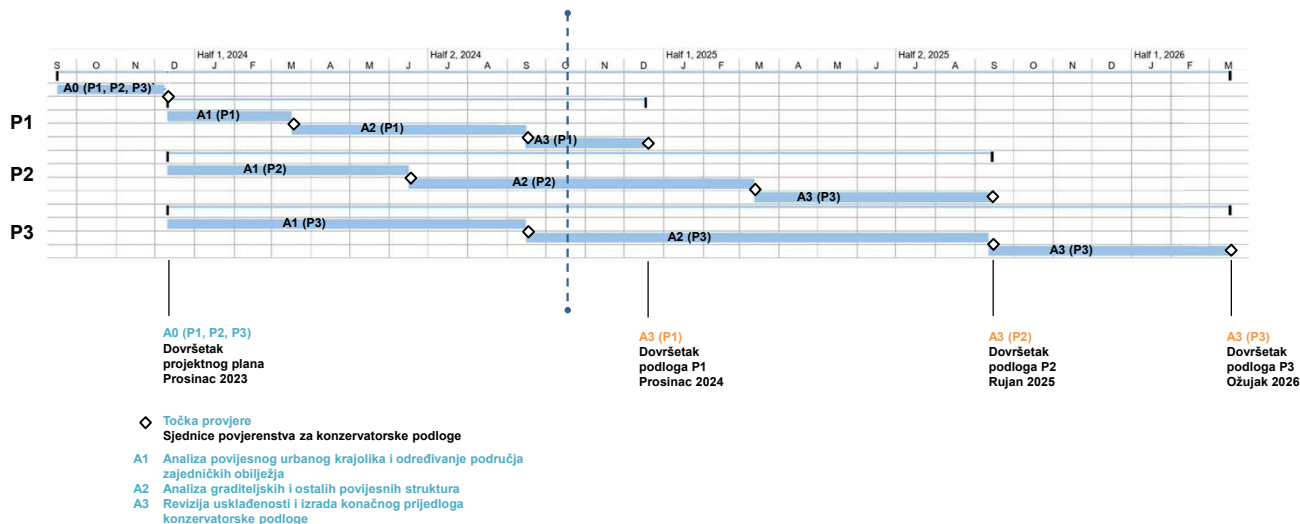 Half 1, 2024 Half 2, 2024 Half 1, 2025 Half 2, 2025 Half 1, 2026
S O N D J F M A M J J A S O N D J F M A M J J A S O N D J F M
A0 (P1, P2, P3)
P1
A1 (P1)
A2 (P1)
A3 (P1)
P2
A1 (P2)
A2 (P2)
A3 (P3)
P3
A1 (P3)
A2 (P3)
A3 (P3)
A0 (P1, P2, P3)
Dovršetak
projektnog plana
Prosinac 2023
A3 (P1)
Dovršetak
podloga P1
Prosinac 2024
A3 (P2)
Dovršetak
podloga P2
Rujan 2025
A3 (P3)
Dovršetak
podloga P3
Ožujak 2026
Točka provjere
Sjednice povjerenstva za konzervatorske podloge
A1 Analiza povijesnog urbanog krajolika i određivanje područja
zajedničkih obilježja
A2 Analiza graditeljskih i ostalih povijesnih struktura
A3 Revizija usklađenosti i izrada konačnog prijedloga
konzervatorske podloge